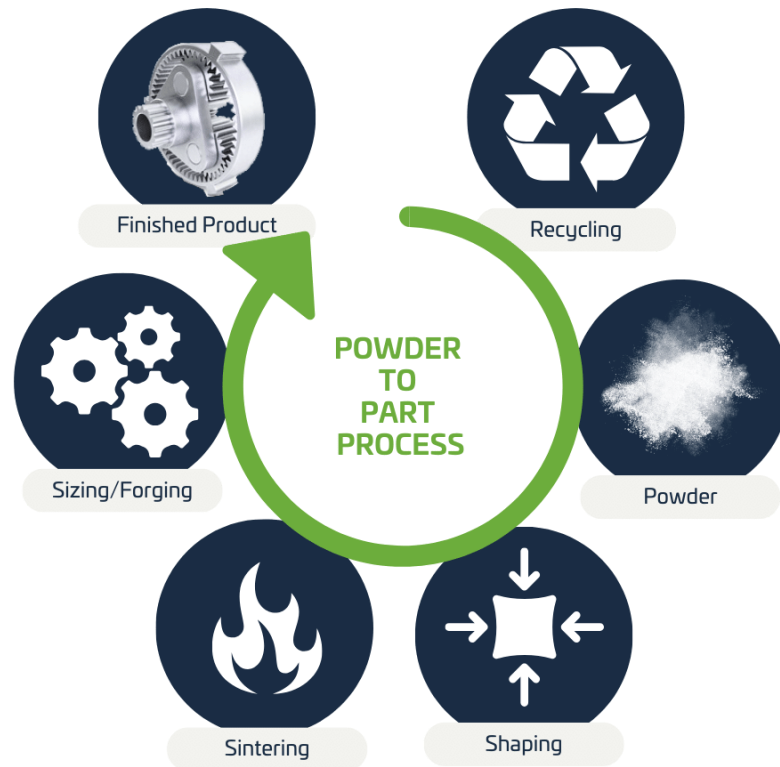 Finished Product
Recycling
POWDER
TO
PART
PROCESS
Sizing/Forging
Powder
Sintering
Shaping